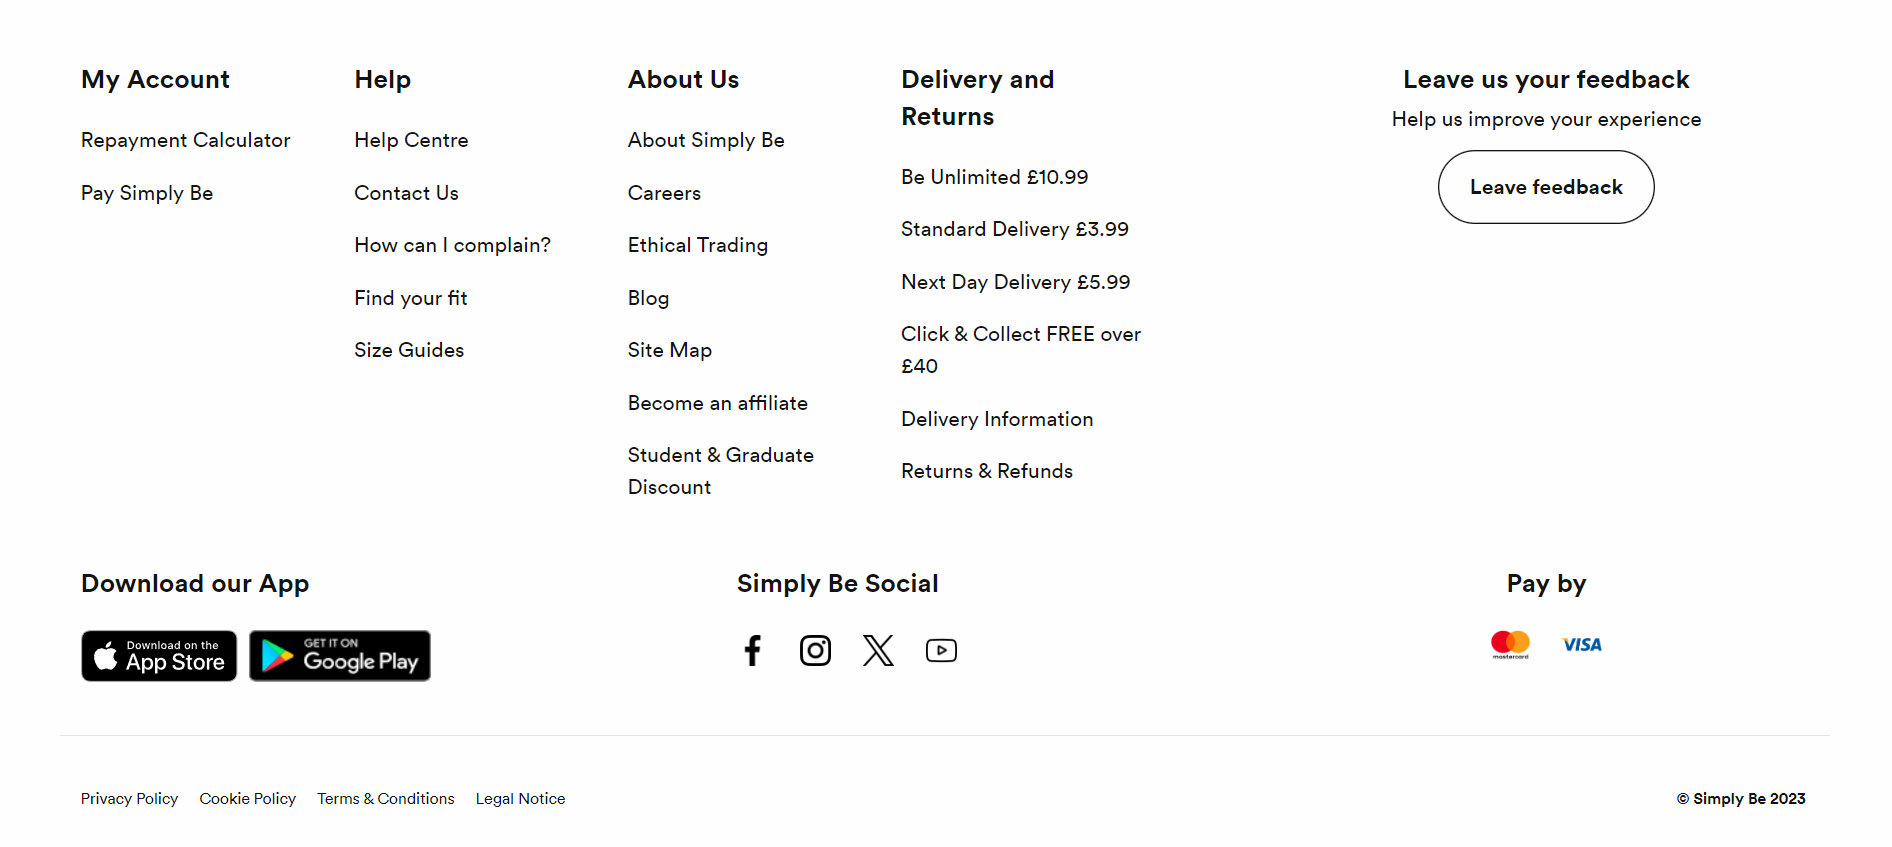 My Account
Repayment Calculator
Pay Simply Be
Help
Help Centre
Contact Us
How can I complain?
Find your fit
Size Guides
About Us
About Simply Be
Careers
Ethical Trading
Blog
Site Map
Become an affiliate
Student & Graduate
Discount
Delivery and
Returns
Be Unlimited £10.99
Standard Delivery £3.99
Next Day Delivery £5.99
Click & Collect FREE over
£40
Delivery Information
Returns & Refunds
Leave us your feedback
Help us improve your experience
Leave feedback
Download our App
Download on the
App Store
GET IT ON
Google Play
Simply Be Social
Pay by
mastercard
VISA
Privacy Policy
Cookie Policy
Terms & Conditions
Legal Notice
© Simply Be 2023